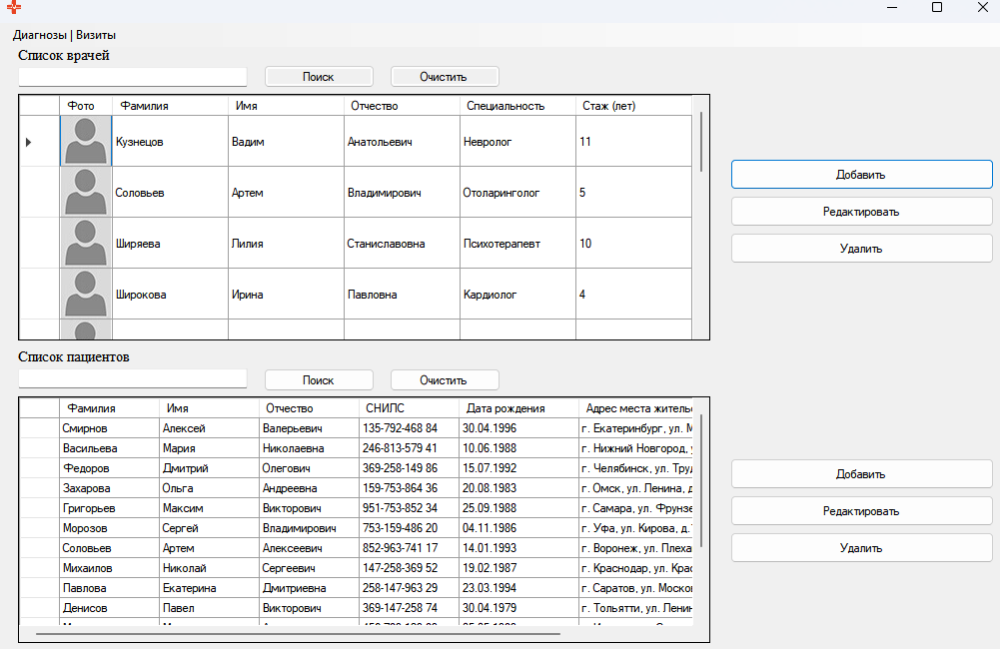 Диагнозы | Визиты
Список врачей
Поиск Очистить
Фото Фамилия Имя Отчество Специальность Стаж (лет)
Кузнецов Вадим Анатольевич Невролог 11
Соловьев Артем Владимирович Отоларинголог 5
Ширяева Лилия Станиславовна Психотерапевт 10
Широкова Ирина Павловна Кардиолог 4
Добавить
Редактировать
Удалить
Список пациентов
Поиск Очистить
Фамилия Имя Отчество СНИЛС Дата рождения Адрес места житель
Смирнов Алексей Валерьевич 135-792-468 84 30.04.1996 г. Екатеринбург, ул. М
Васильева Мария Николаевна 246-813-579 41 10.06.1988 г. Нижний Новгород,
Федоров Дмитрий Олегович 369-258-149 86 15.07.1992 г. Челябинск, ул. Тру
Захарова Ольга Андреевна 159-753-864 36 20.08.1983 г. Омск, ул. Ленина, д
Григорьев Максим Викторович 951-753-852 34 25.09.1988 г. Самара, ул. Фрунзе
Морозов Сергей Владимирович 753-159-486 20 04.11.1986 г. Уфа, ул. Кирова, д.
Соловьев Артем Алексеевич 852-963-741 17 14.01.1993 г. Воронеж, ул. Плеха
Михаилов Николай Сергеевич 147-258-369 52 19.02.1987 г. Краснодар, ул. Крас
Павлова Екатерина Дмитриевна 258-147-963 29 23.03.1994 г. Саратов, ул. Моско
Денисов Павел Викторович 369-147-258 74 30.04.1979 г. Тольятти, ул. Ленин
Добавить
Редактировать
Удалить